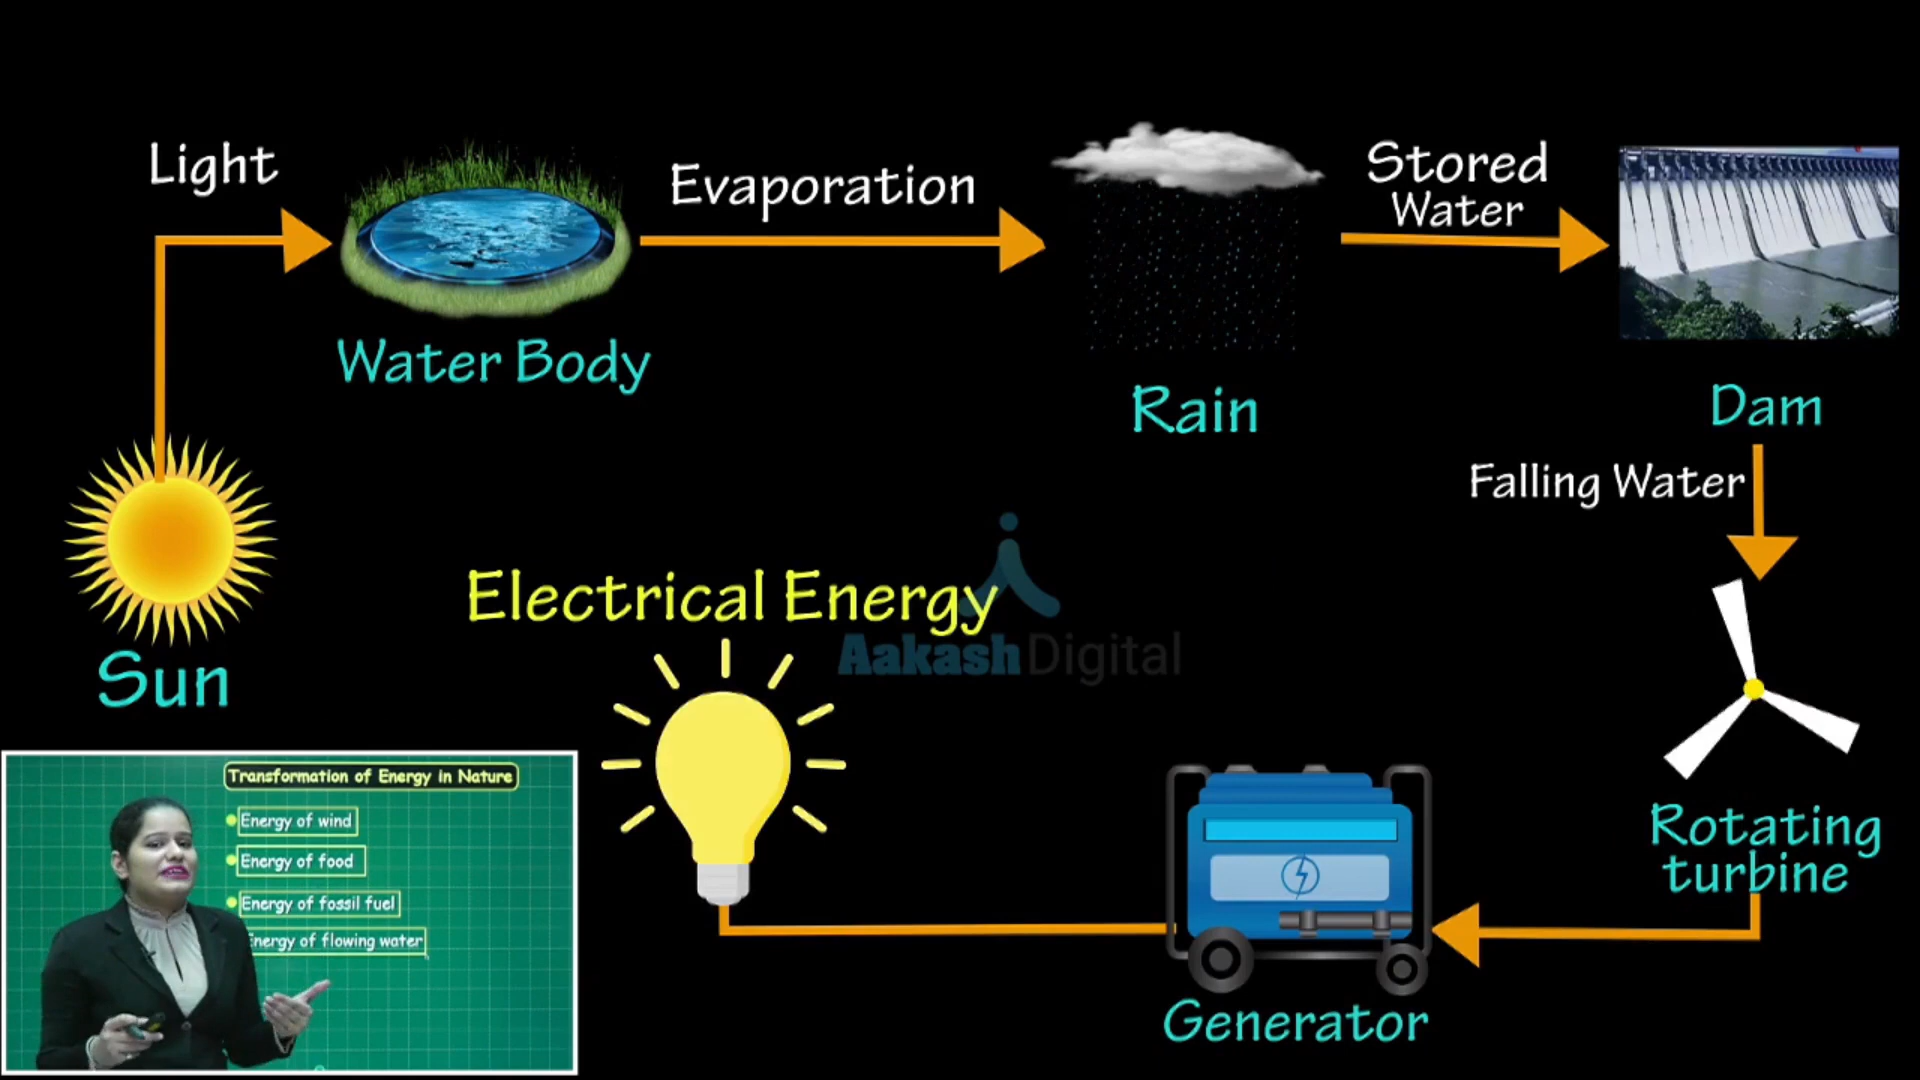 Light
Evaporation
Stored
Water
Water Body
Rain
Dam
Falling Water
Electrical Energy
Aakash Digital
Sun
Rotating
turbine
Generator
Transformation of Energy in Nature
Energy of wind
Energy of food
Energy of fossil fuel
Energy of flowing water